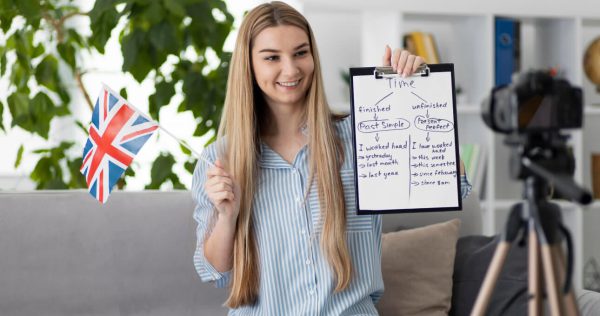 Time
finished
unfinished
Past Simple
Present Perfect
I worked hard
→ yesterday
→ last month
→ last year
I have worked hard
→ this week
→ this semester
→ since February
→ since 8am